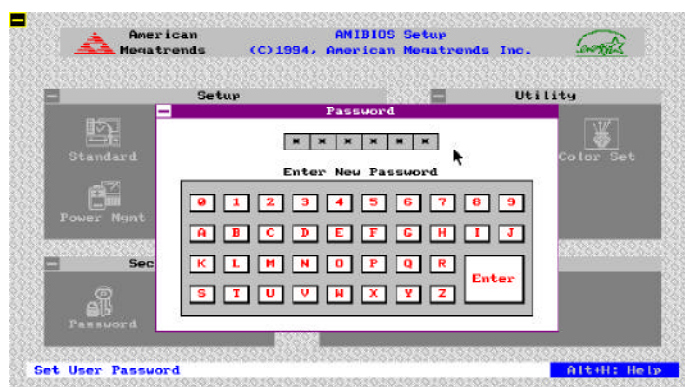 American Megatrends
AMIBIOS Setup
(C)1994, American Megatrends Inc.
Setup
Utility
Password
* * * * * *
Enter New Password
Standard
Color Set
Power Mgnt
0 1 2 3 4 5 6 7 8 9
A B C D E F G H I J
K L M N O P Q R
Enter
S T U V W X Y Z
Sec
Password
Set User Password
Alt+H: Help